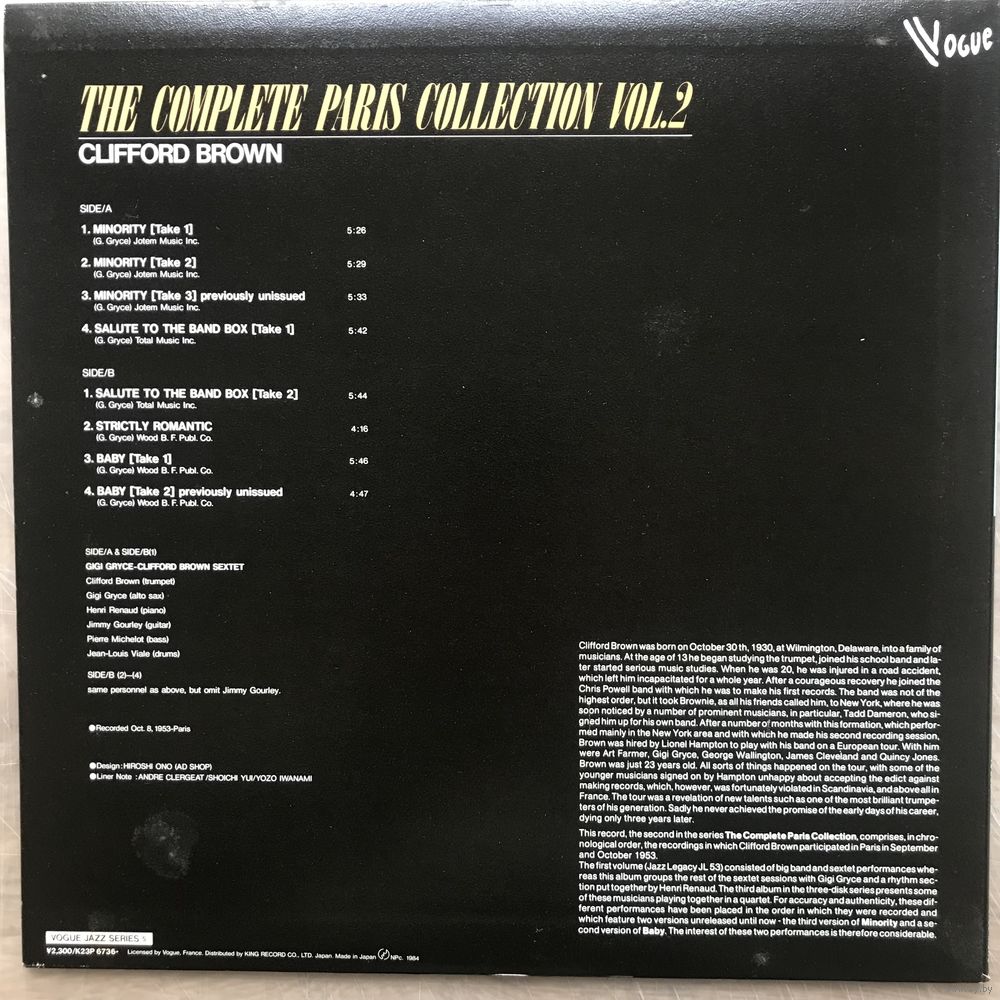 VOGUE
THE COMPLETE PARIS COLLECTION VOL.2
CLIFFORD BROWN
SIDE/A
1. MINORITY [Take 1] 5:26
(G. Gryce) Jotem Music Inc.
2. MINORITY [Take 2] 5:29
(G. Gryce) Jotem Music Inc.
3. MINORITY [Take 3] previously unissued 5:33
(G. Gryce) Jotem Music Inc.
4. SALUTE TO THE BAND BOX [Take 1] 5:42
(G. Gryce) Total Music Inc.
SIDE/B
1. SALUTE TO THE BAND BOX [Take 2] 5:44
(G. Gryce) Total Music Inc.
2. STRICTLY ROMANTIC 4:16
(G. Gryce) Wood B. F. Publ. Co.
3. BABY [Take 1] 5:46
(G. Gryce) Wood B. F. Publ. Co.
4. BABY [Take 2] previously unissued 4:47
(G. Gryce) Wood B. F. Publ. Co.
SIDE/A & SIDE/B(1)
GIGI GRYCE-CLIFFORD BROWN SEXTET
Clifford Brown (trumpet)
Gigi Gryce (alto sax)
Henri Renaud (piano)
Jimmy Gourley (guitar)
Pierre Michelot (bass)
Jean-Louis Viale (drums)
SIDE/B (2)—(4)
same personnel as above, but omit Jimmy Gourley.
●Recorded Oct. 8, 1953-Paris
●Design:HIROSHI ONO (AD SHOP)
●Liner Note : ANDRE CLERGEAT /SHOICHI YUI/YOZO IWANAMI
Clifford Brown was born on October 30 th, 1930, at Wilmington, Delaware, into a family of
musicians. At the age of 13 he began studying the trumpet, joined his school band and la-
ter started serious music studies. When he was 20, he was injured in a road accident,
which left him incapacitated for a whole year. After a courageous recovery he joined the
Chris Powell band with which he was to make his first records. The band was not of the
highest order, but it took Brownie, as all his friends called him, to New York, where he was
soon noticed by a number of prominent musicians, in particular, Tadd Dameron, who si-
gned him up for his own band. After a number of months with this formation, which perfor-
med mainly in the New York area and with which he made his second recording session,
Brown was hired by Lionel Hampton to play with his band on a European tour. With him
were Art Farmer, Gigi Gryce, George Wallington, James Cleveland and Quincy Jones.
Brown was just 23 years old. All sorts of things happened on the tour, with some of the
younger musicians signed on by Hampton unhappy about accepting the edict against
making records, which, however, was fortunately violated in Scandinavia, and above all in
France. The tour was a revelation of new talents such as one of the most brilliant trumpe-
ters of his generation. Sadly he never achieved the promise of the early days of his career,
dying only three years later.
This record, the second in the series The Complete Paris Collection, comprises, in chro-
nological order, the recordings in which Clifford Brown participated in Paris in September
and October 1953.
The first volume (Jazz Legacy JL 53) consisted of big band and sextet performances whe-
reas this album groups the rest of the sextet sessions with Gigi Gryce and a rhythm sec-
tion put together by Henri Renaud. The third album in the three-disk series presents some
of these musicians playing together in a quartet. For accuracy and authenticity, these dif-
ferent performances have been placed in the order in which they were recorded and
which feature two versions unreleased until now - the third version of Minority and a se-
cond version of Baby. The interest of these two performances is therefore considerable.
VOGUE JAZZ SERIES 5
¥2,300/K23P 6736- Licensed by Vogue, France. Distributed by KING RECORD CO., LTD. Japan. Made in Japan NPc. 1984